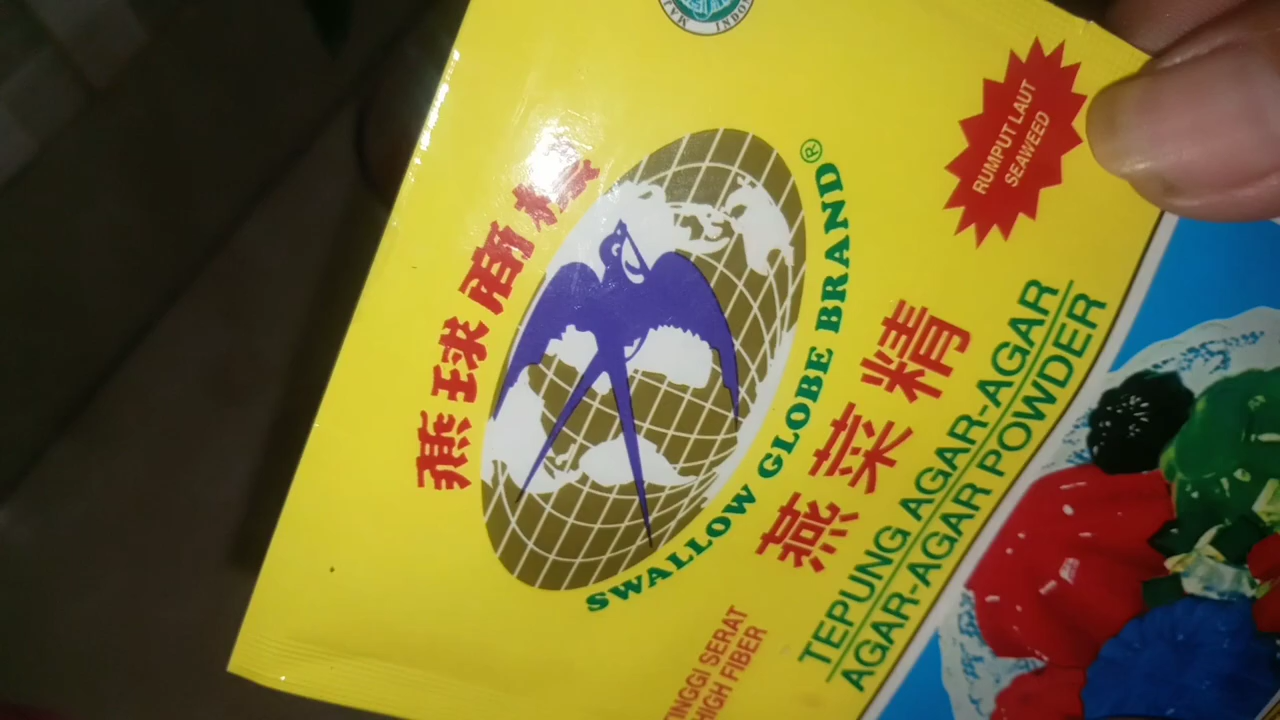 燕球商標
SWALLOW GLOBE BRAND®
RUMPUT LAUT
SEAWEED
燕菜精
TEPUNG AGAR-AGAR
AGAR-AGAR POWDER
TINGGI SERAT
HIGH FIBER